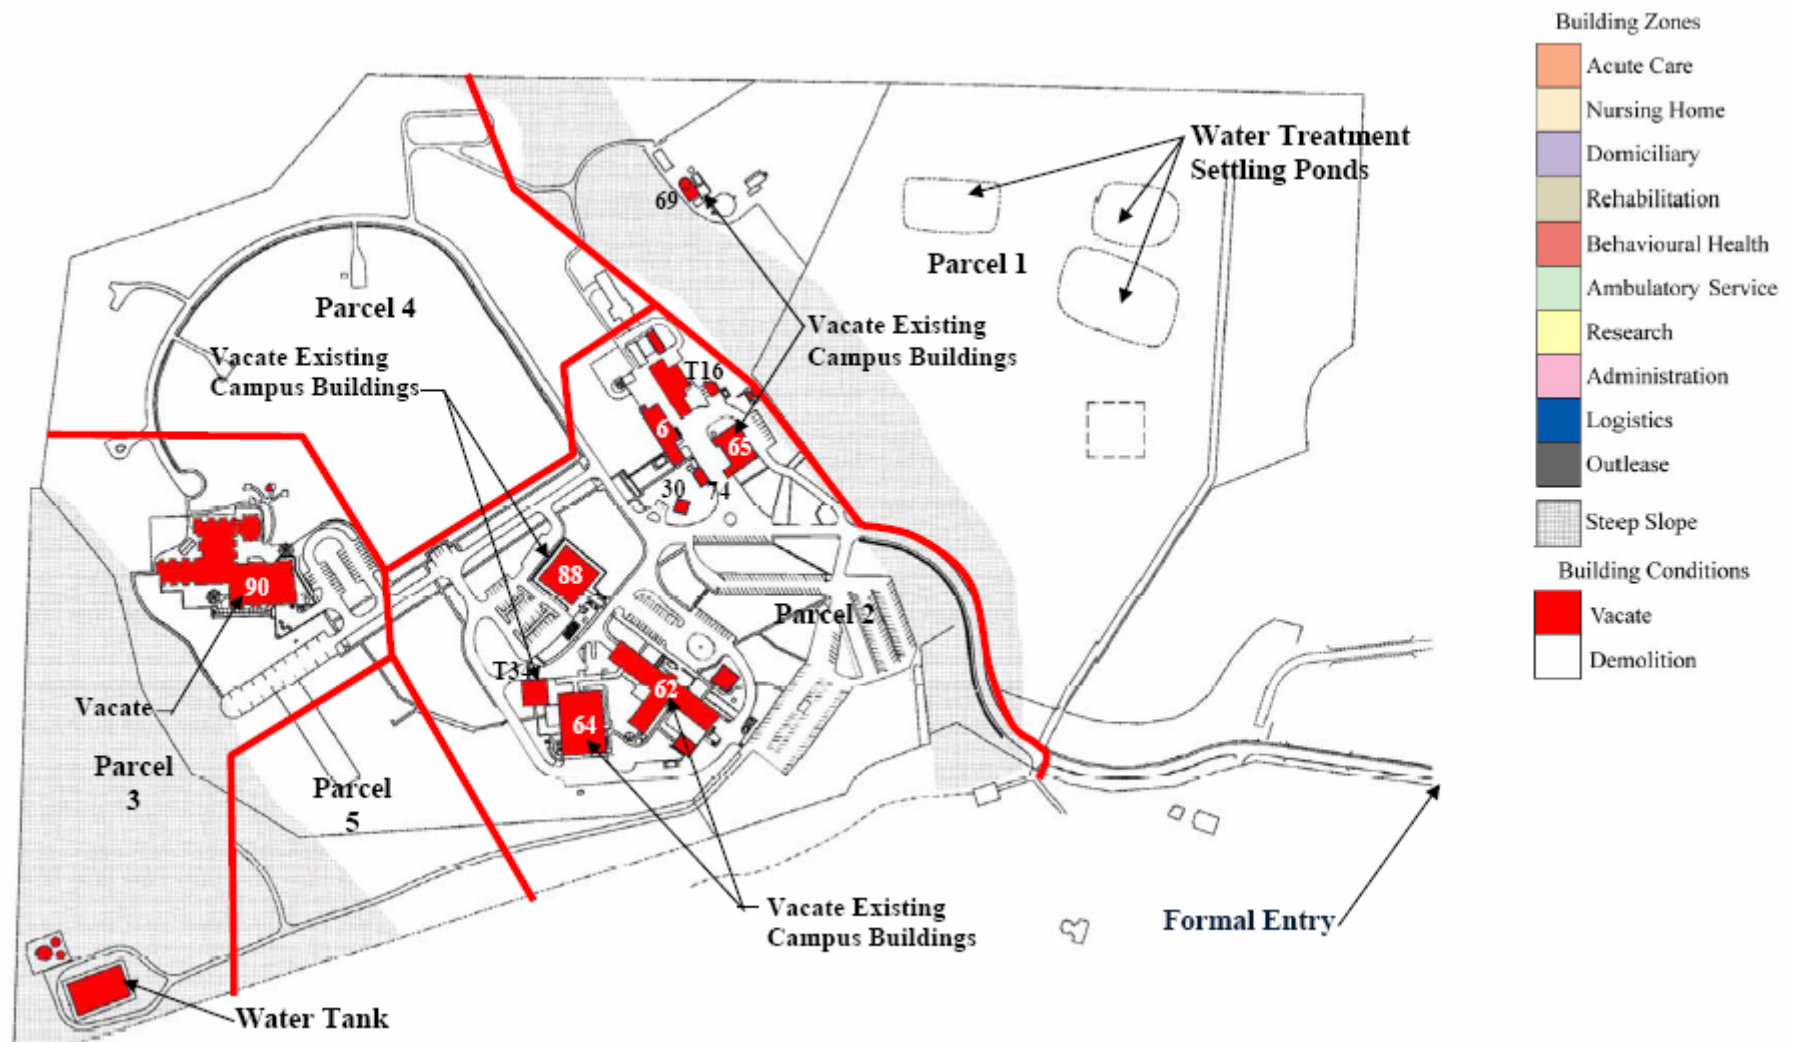 Building Zones
Acute Care
Nursing Home
Domiciliary
Rehabilitation
Behavioural Health
Ambulatory Service
Research
Administration
Logistics
Outlease
Steep Slope
Building Conditions
Vacate
Demolition
Water Treatment
Settling Ponds
69
Parcel 1
Parcel 4
Vacate Existing
Campus Buildings
Vacate Existing
Campus Buildings
T16
6
65
30
74
88
90
Parcel 2
T34
62
64
Vacate
Parcel
3
Parcel
5
Vacate Existing
Campus Buildings
Formal Entry
Water Tank